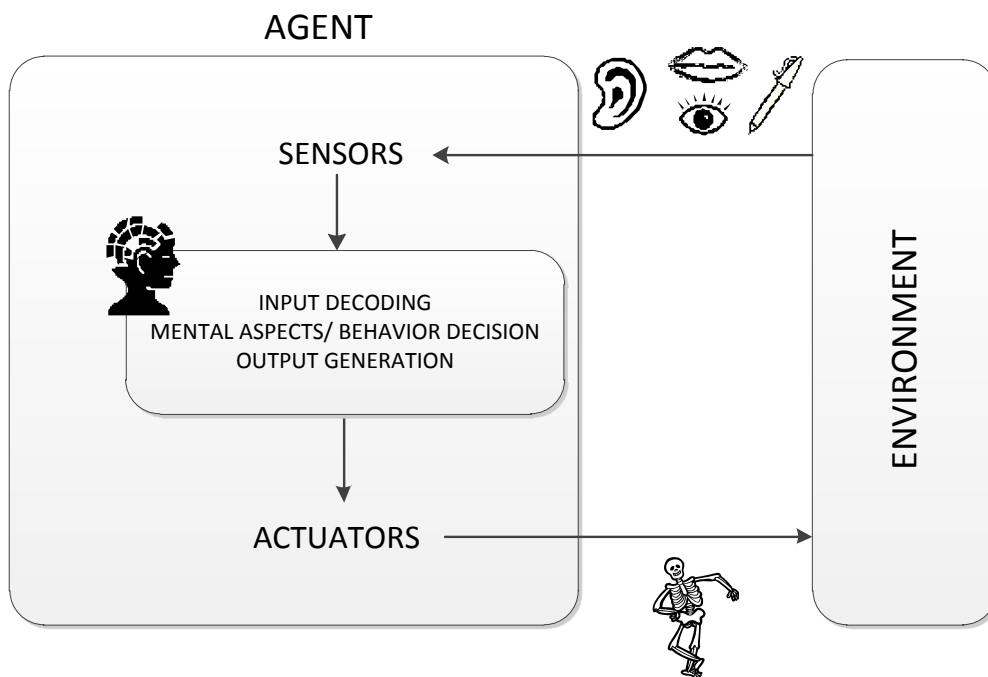 AGENT
SENSORS
INPUT DECODING
MENTAL ASPECTS/ BEHAVIOR DECISION
OUTPUT GENERATION
ACTUATORS
ENVIRONMENT